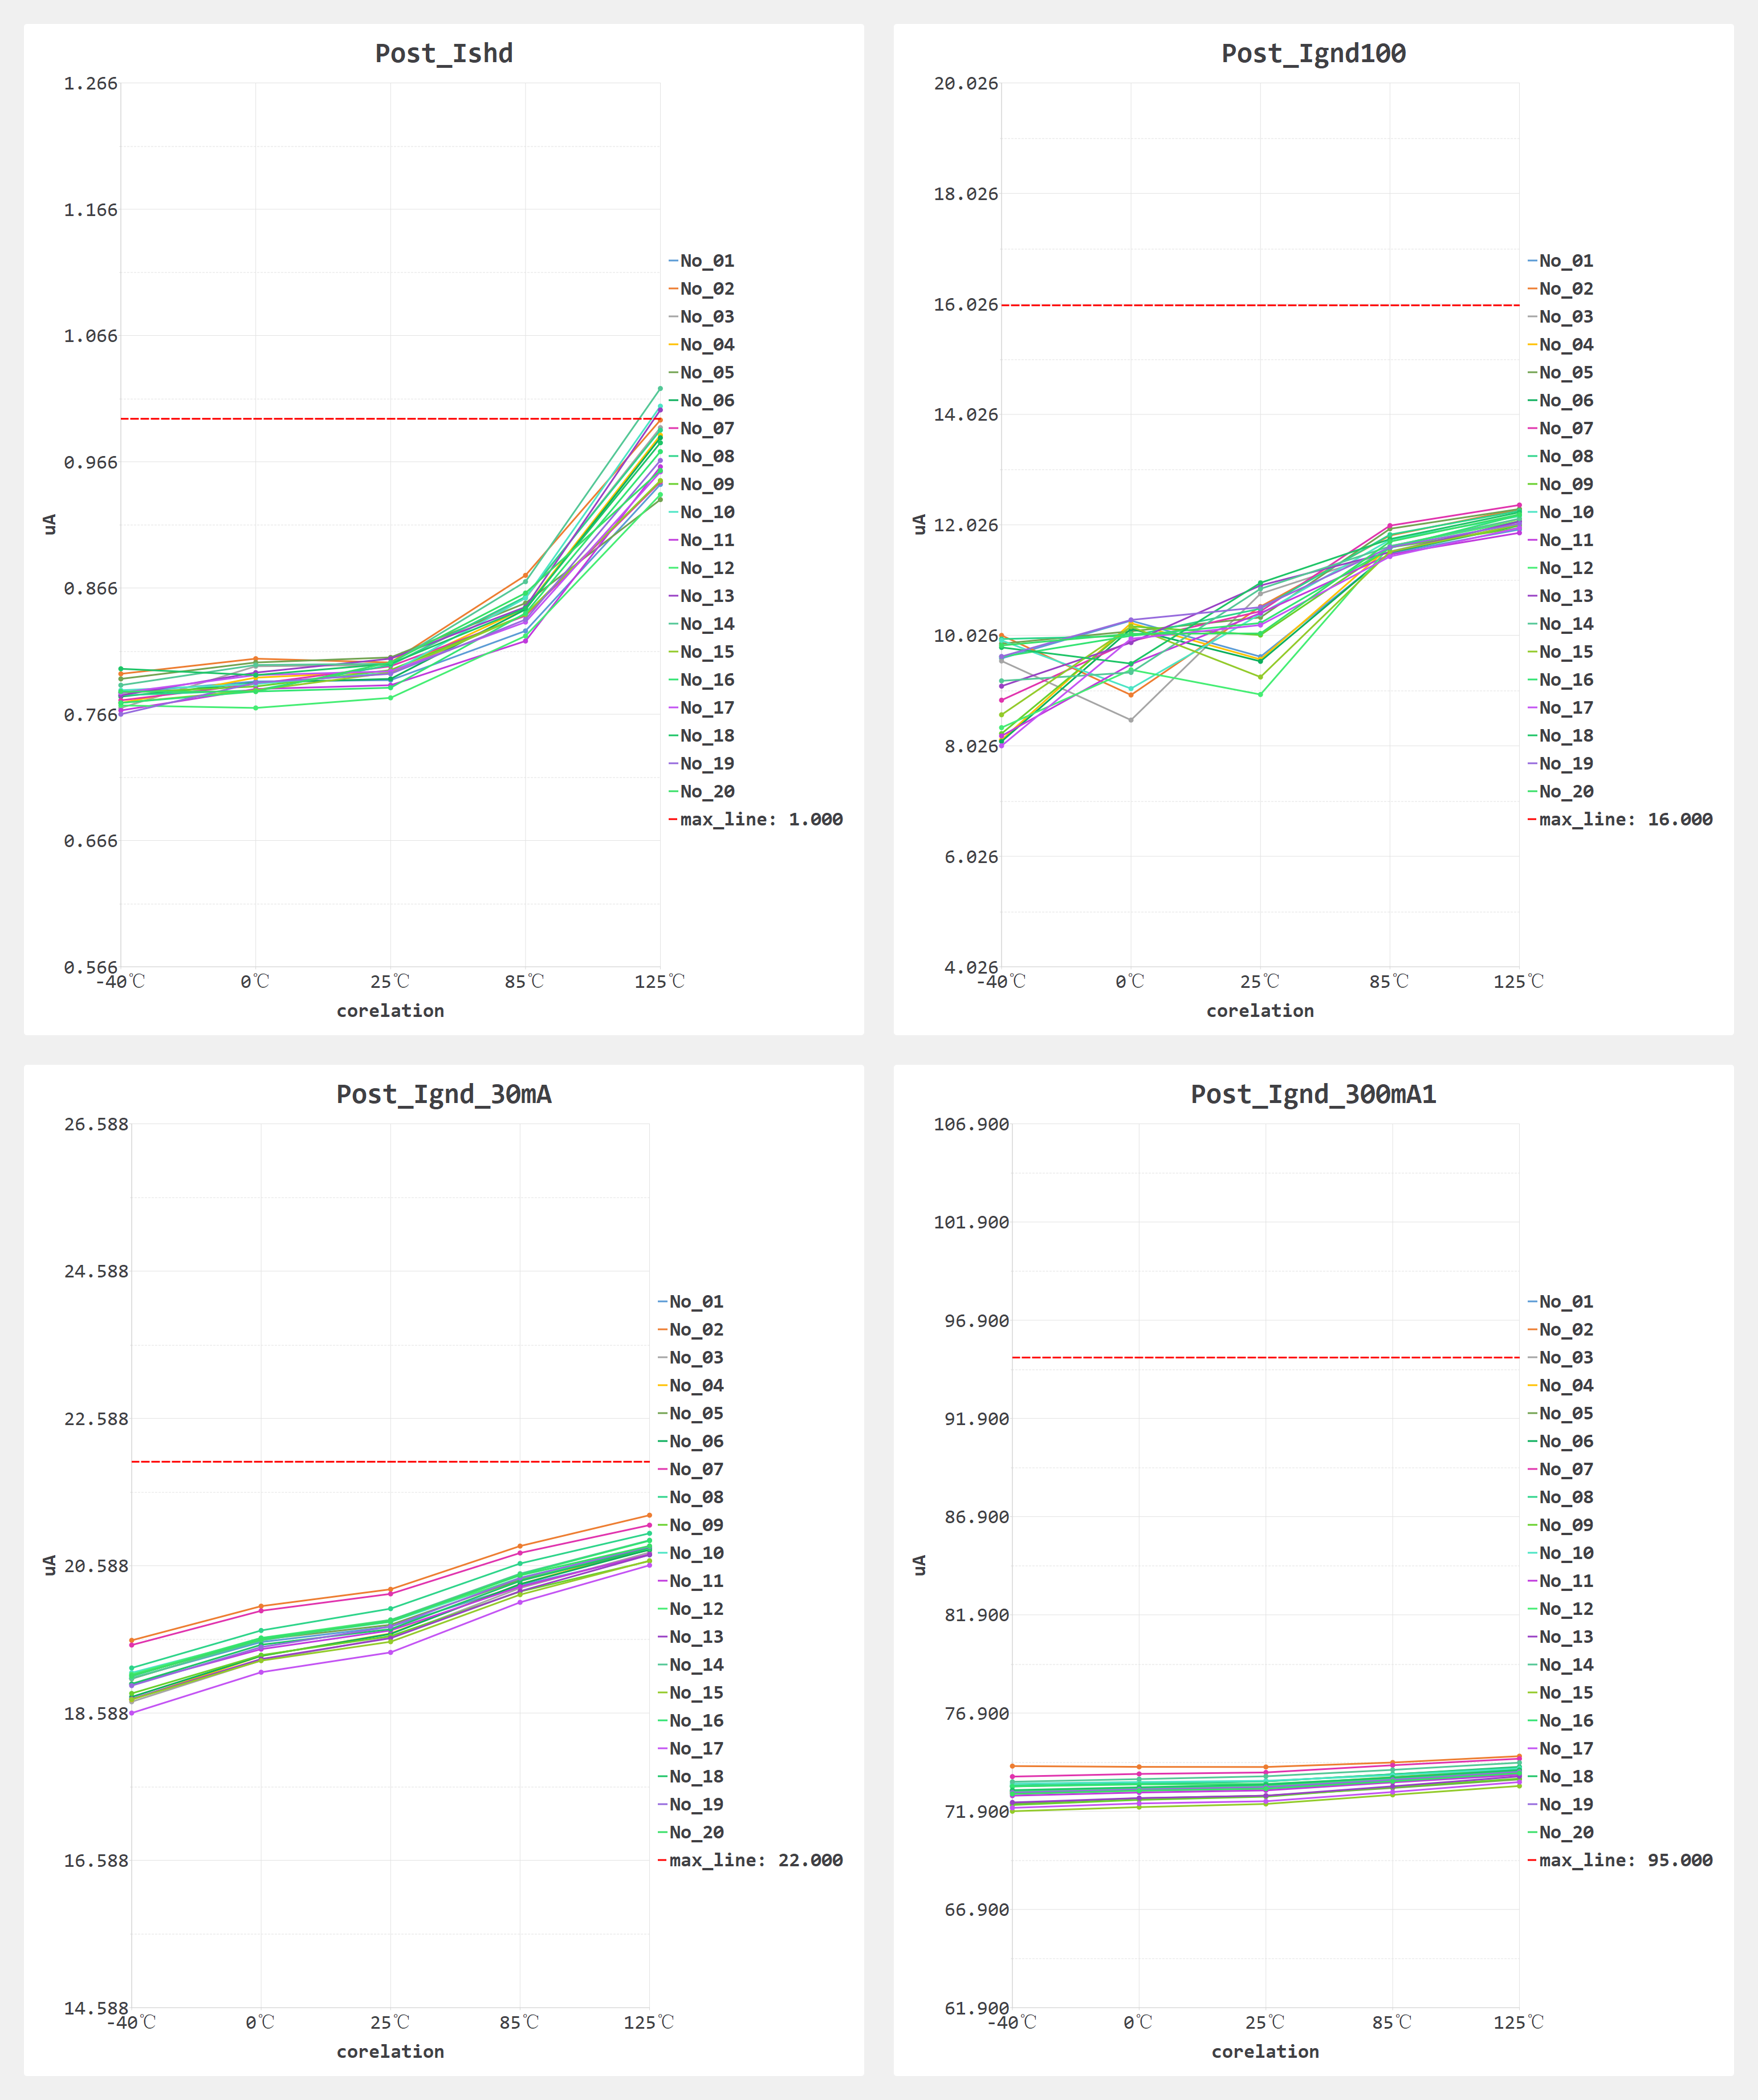 Post_Ishd
1.266
1.166
1.066
0.966
0.866
0.766
0.666
0.566
uA
-40℃ 0℃ 25℃ 85℃ 125℃
corelation
No_01
No_02
No_03
No_04
No_05
No_06
No_07
No_08
No_09
No_10
No_11
No_12
No_13
No_14
No_15
No_16
No_17
No_18
No_19
No_20
max_line: 1.000
Post_Ignd100
20.026
18.026
16.026
14.026
12.026
10.026
8.026
6.026
4.026
uA
-40℃ 0℃ 25℃ 85℃ 125℃
corelation
No_01
No_02
No_03
No_04
No_05
No_06
No_07
No_08
No_09
No_10
No_11
No_12
No_13
No_14
No_15
No_16
No_17
No_18
No_19
No_20
max_line: 16.000
Post_Ignd_30mA
26.588
24.588
22.588
20.588
18.588
16.588
14.588
uA
-40℃ 0℃ 25℃ 85℃ 125℃
corelation
No_01
No_02
No_03
No_04
No_05
No_06
No_07
No_08
No_09
No_10
No_11
No_12
No_13
No_14
No_15
No_16
No_17
No_18
No_19
No_20
max_line: 22.000
Post_Ignd_300mA1
106.900
101.900
96.900
91.900
86.900
81.900
76.900
71.900
66.900
61.900
uA
-40℃ 0℃ 25℃ 85℃ 125℃
corelation
No_01
No_02
No_03
No_04
No_05
No_06
No_07
No_08
No_09
No_10
No_11
No_12
No_13
No_14
No_15
No_16
No_17
No_18
No_19
No_20
max_line: 95.000